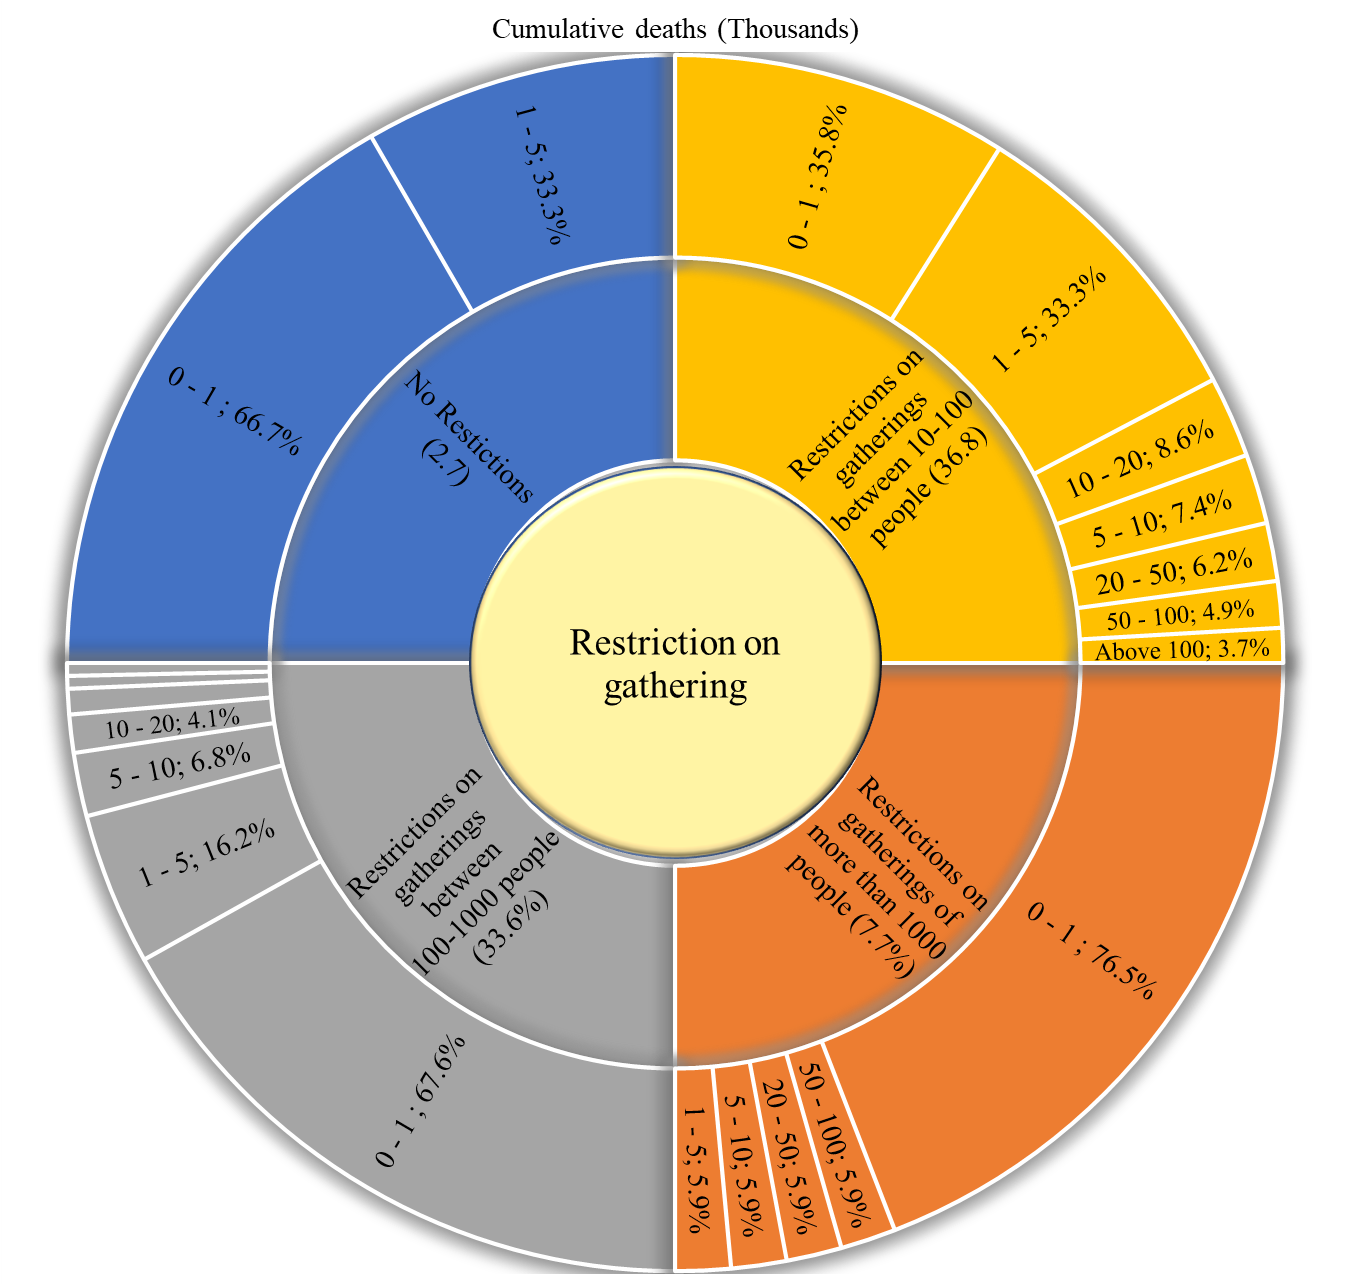 Cumulative deaths (Thousands)
0 - 1 ; 35.8%
1 - 5; 33.3%
10 - 20; 8.6%
5 - 10; 7.4%
20 - 50; 6.2%
50 - 100; 4.9%
Above 100; 3.7%
Restrictions on
gatherings
between 10-100
people (36.8)
0 - 1 ; 76.5%
50 - 100; 5.9%
20 - 50; 5.9%
5 - 10; 5.9%
1 - 5; 5.9%
Restrictions on
gatherings of
more than 1000
people (7.7%)
0 - 1 ; 67.6%
1 - 5; 16.2%
5 - 10; 6.8%
10 - 20; 4.1%
Restrictions on
gatherings
between
100-1000 people
(33.6%)
0 - 1 ; 66.7%
1 - 5; 33.3%
No Restictions
(2.7)
Restriction on
gathering